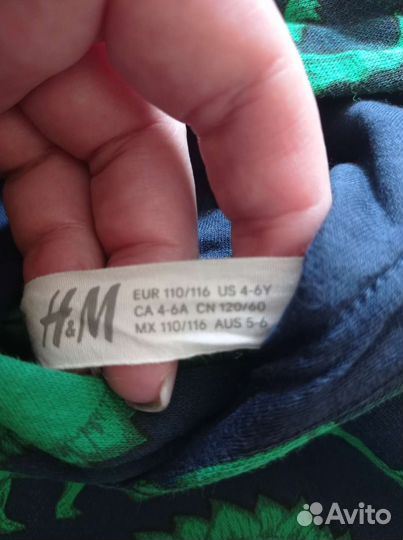 H&M
EUR 110/116 US 4-6Y
CA 4-6A CN 120/60
MX 110/116 AUS 5-6
Avito